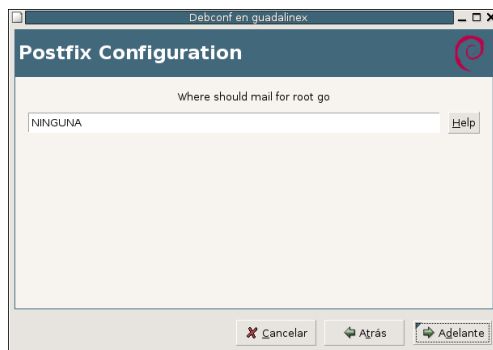 Debconf en guadalinex
Postfix Configuration
Where should mail for root go
NINGUNA
Help
Cancelar
Atrás
Adelante